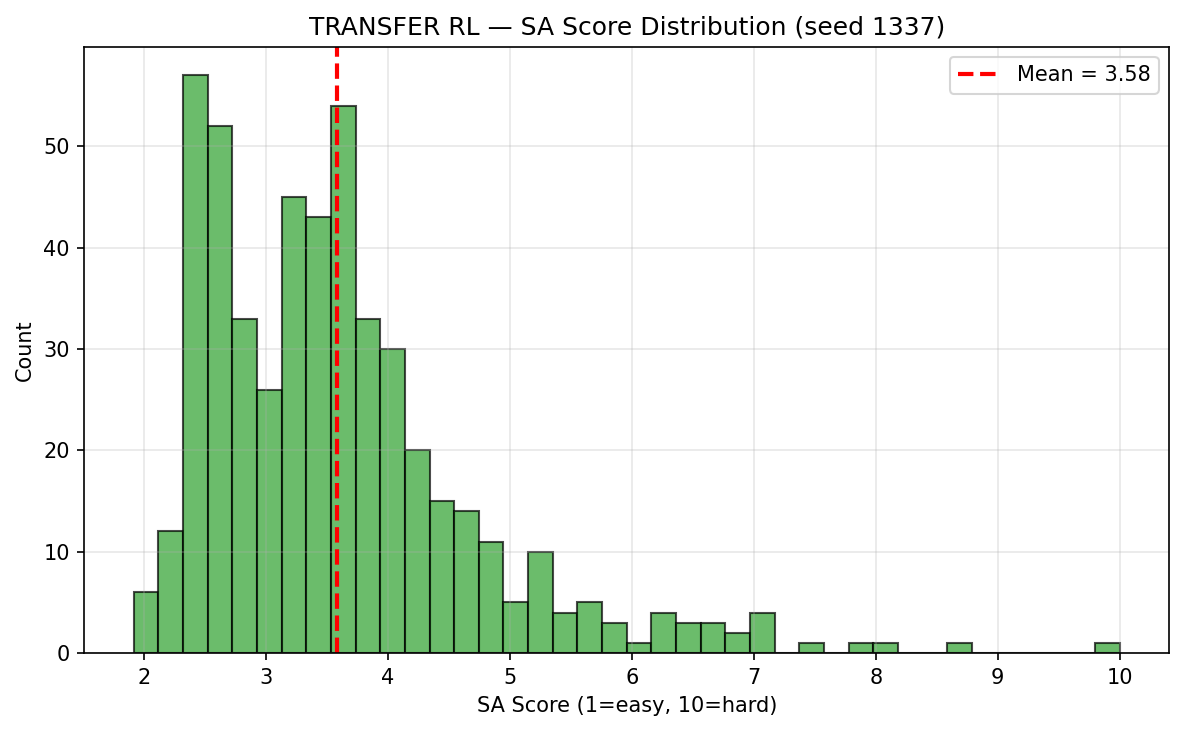 TRANSFER RL — SA Score Distribution (seed 1337)
Mean = 3.58
Count
50
40
30
20
10
0
2 3 4 5 6 7 8 9 10
SA Score (1=easy, 10=hard)